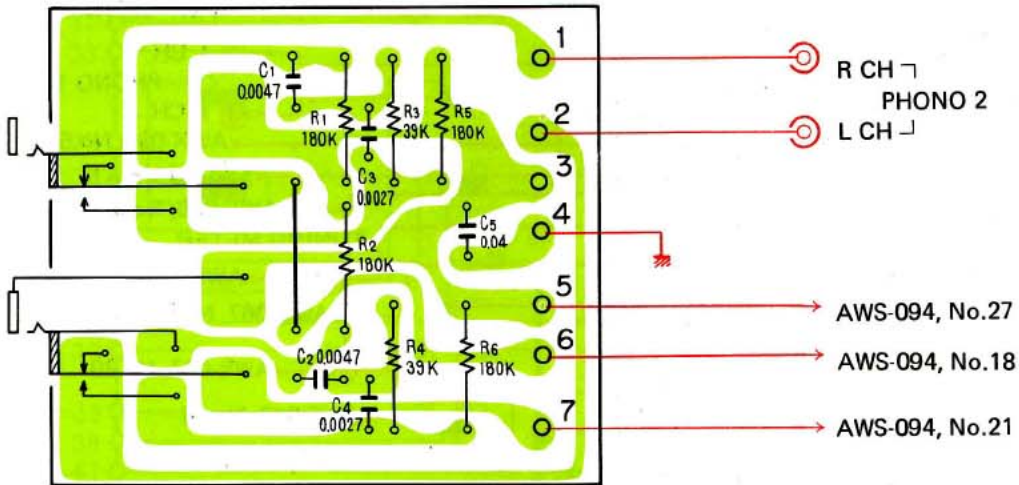 1
R CH
PHONO 2
2
L CH
C1
0.0047
R1
180K
R3
39K
R5
180K
C3
0.0027
3
4
C5
0.04
R2
180K
5
AWS-094, No.27
6
AWS-094, No.18
C2 0.0047
R4
39K
R6
180K
C4
0.0027
7
AWS-094, No.21